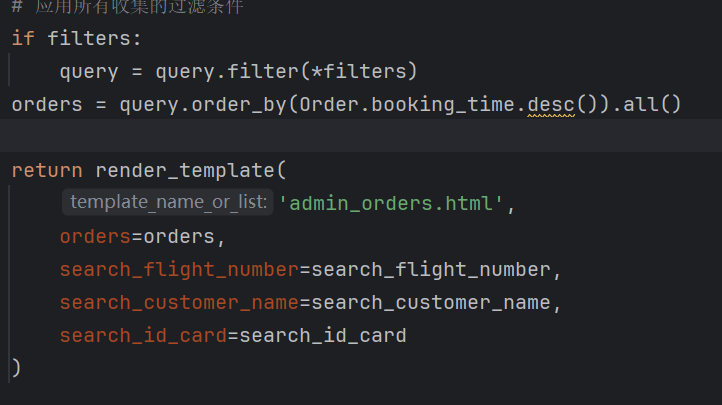 # 应用所有收集的过滤条件
if filters:
query = query.filter(*filters)
orders = query.order_by(Order.booking_time.desc()).all()
return render_template(
template_name_or_list: 'admin_orders.html',
orders=orders,
search_flight_number=search_flight_number,
search_customer_name=search_customer_name,
search_id_card=search_id_card
)